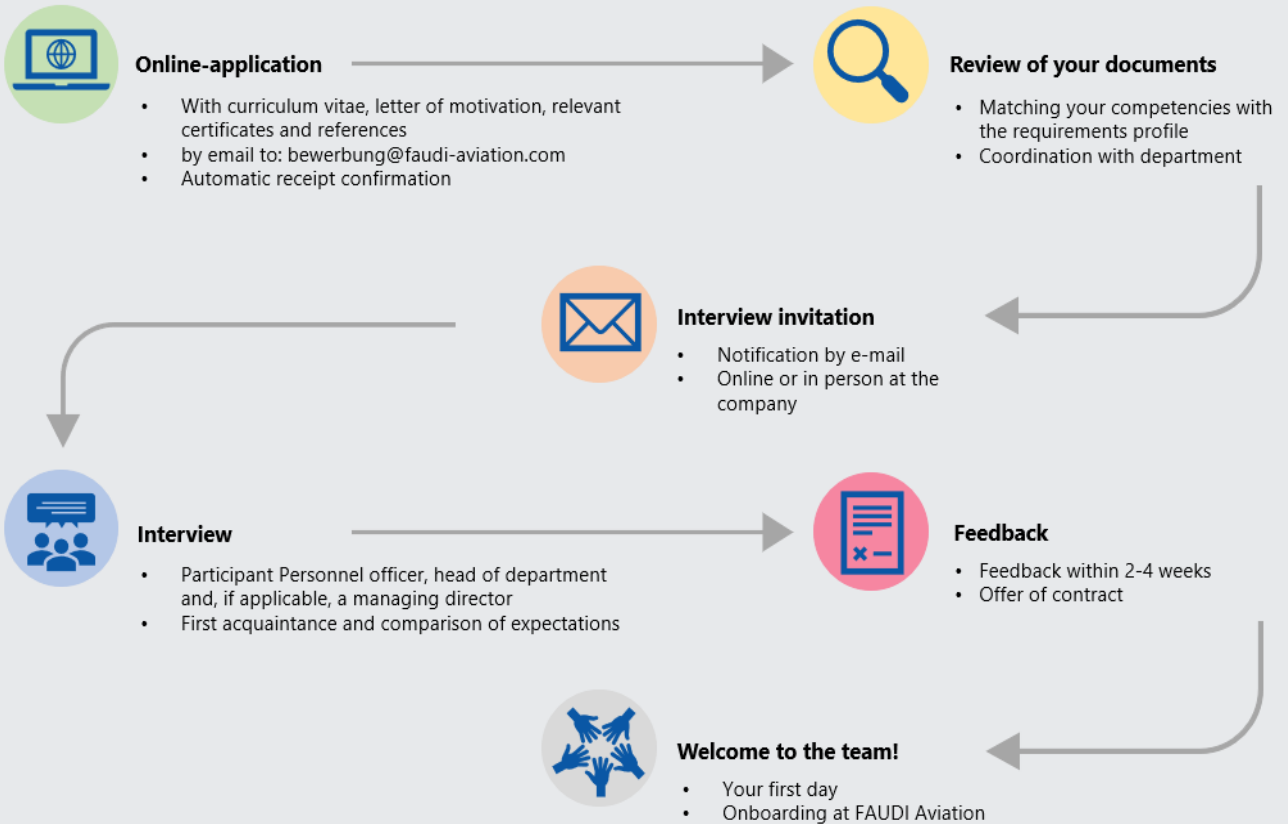 Online-application
• With curriculum vitae, letter of motivation, relevant
certificates and references
• by email to: bewerbung@faudi-aviation.com
• Automatic receipt confirmation
Review of your documents
• Matching your competencies with
the requirements profile
• Coordination with department
Interview invitation
• Notification by e-mail
• Online or in person at the
company
Interview
• Participant Personnel officer, head of department
and, if applicable, a managing director
• First acquaintance and comparison of expectations
Feedback
• Feedback within 2-4 weeks
• Offer of contract
Welcome to the team!
• Your first day
• Onboarding at FAUDI Aviation